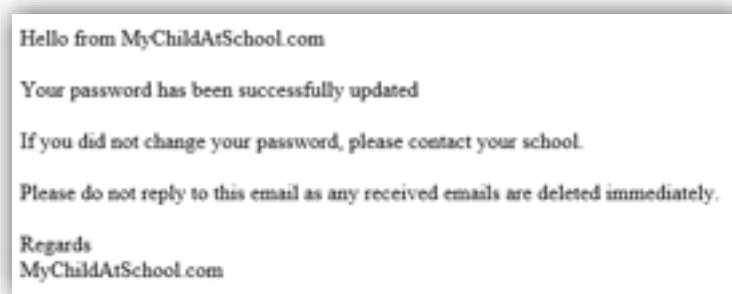 Hello from MyChildAtSchool.com
Your password has been successfully updated
If you did not change your password, please contact your school.
Please do not reply to this email as any received emails are deleted immediately.
Regards
MyChildAtSchool.com